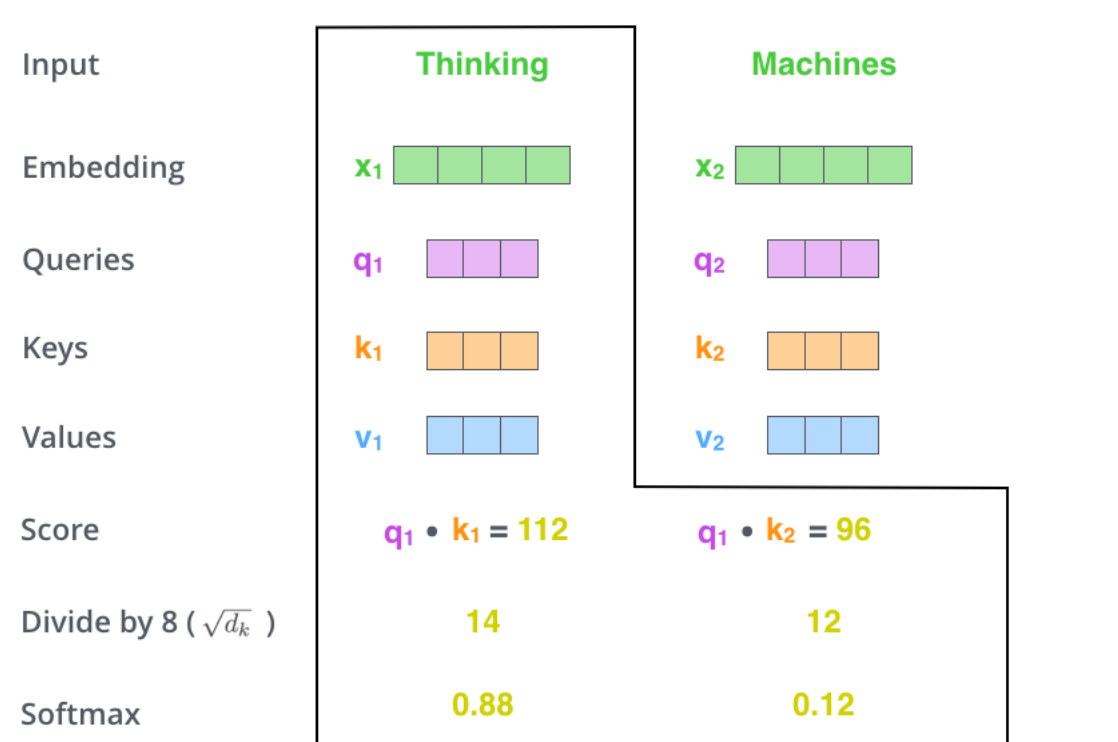 Input Thinking Machines
Embedding x₁ x₂
Queries q₁ q₂
Keys k₁ k₂
Values v₁ v₂
Score q₁ • k₁ = 112 q₁ • k₂ = 96
Divide by 8 ( √dₖ ) 14 12
Softmax 0.88 0.12